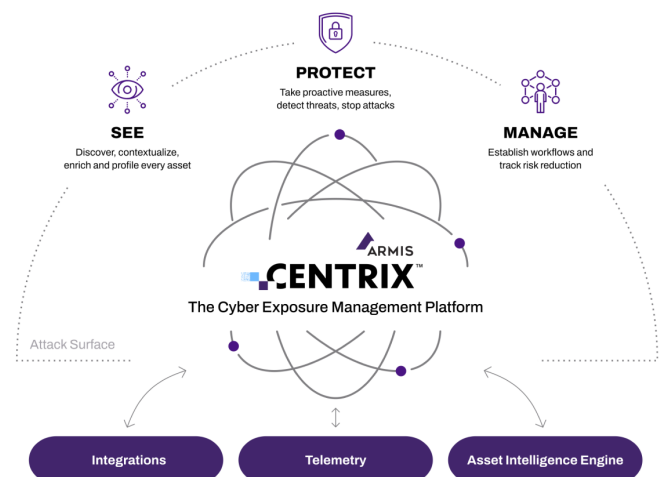 PROTECT
Take proactive measures,
detect threats, stop attacks
SEE
Discover, contextualize,
enrich and profile every asset
MANAGE
Establish workflows and
track risk reduction
ARMIS
CENTRIX™
The Cyber Exposure Management Platform
Attack Surface
Integrations
Telemetry
Asset Intelligence Engine